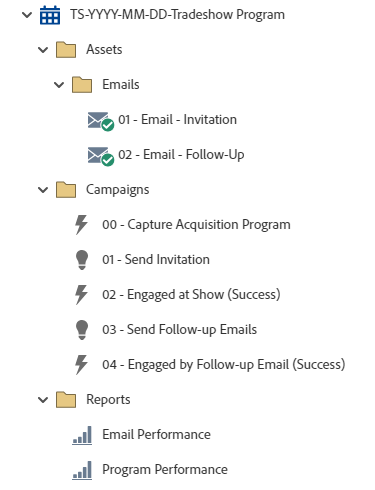 TS-YYYY-MM-DD-Tradeshow Program
Assets
Emails
01 - Email - Invitation
02 - Email - Follow-Up
Campaigns
00 - Capture Acquisition Program
01 - Send Invitation
02 - Engaged at Show (Success)
03 - Send Follow-up Emails
04 - Engaged by Follow-up Email (Success)
Reports
Email Performance
Program Performance